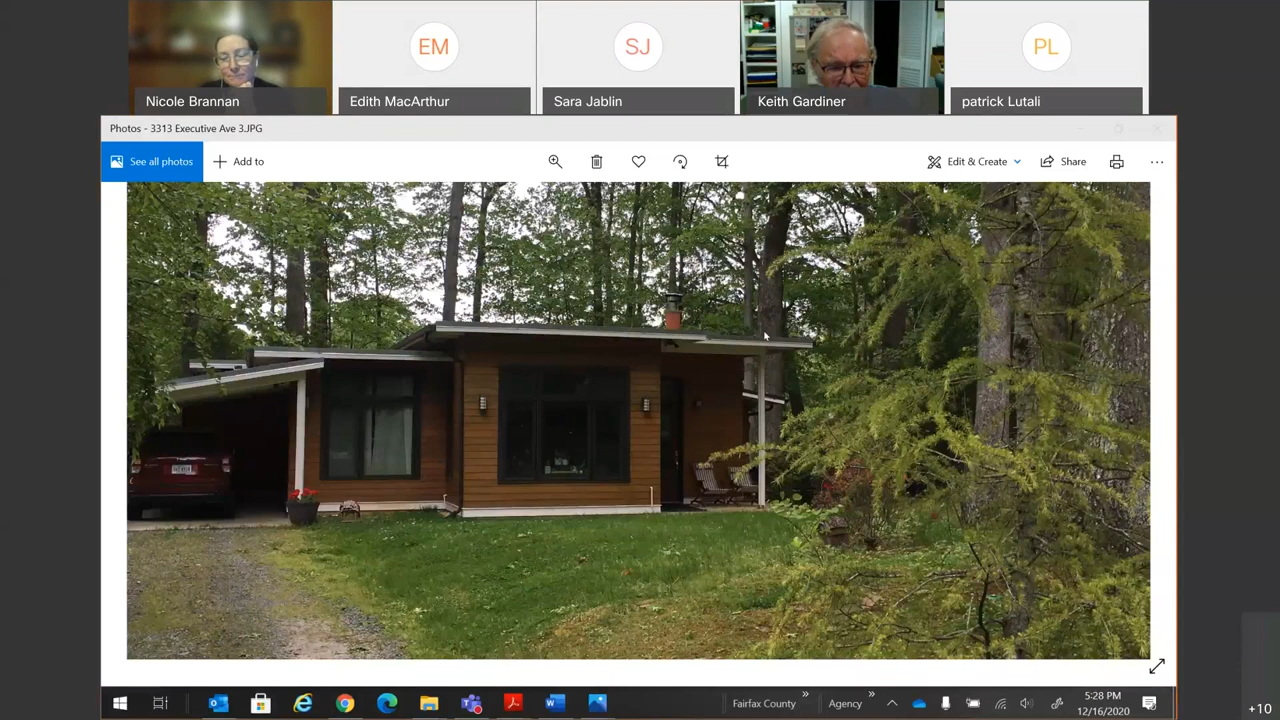 EM
SJ
PL
Nicole Brannan
Edith MacArthur
Sara Jablin
Keith Gardiner
patrick Lutali
Photos - 3313 Executive Ave 3.JPG
See all photos
Add to
Edit & Create
Share
Fairfax County
Agency
5:28 PM
12/16/2020
+10